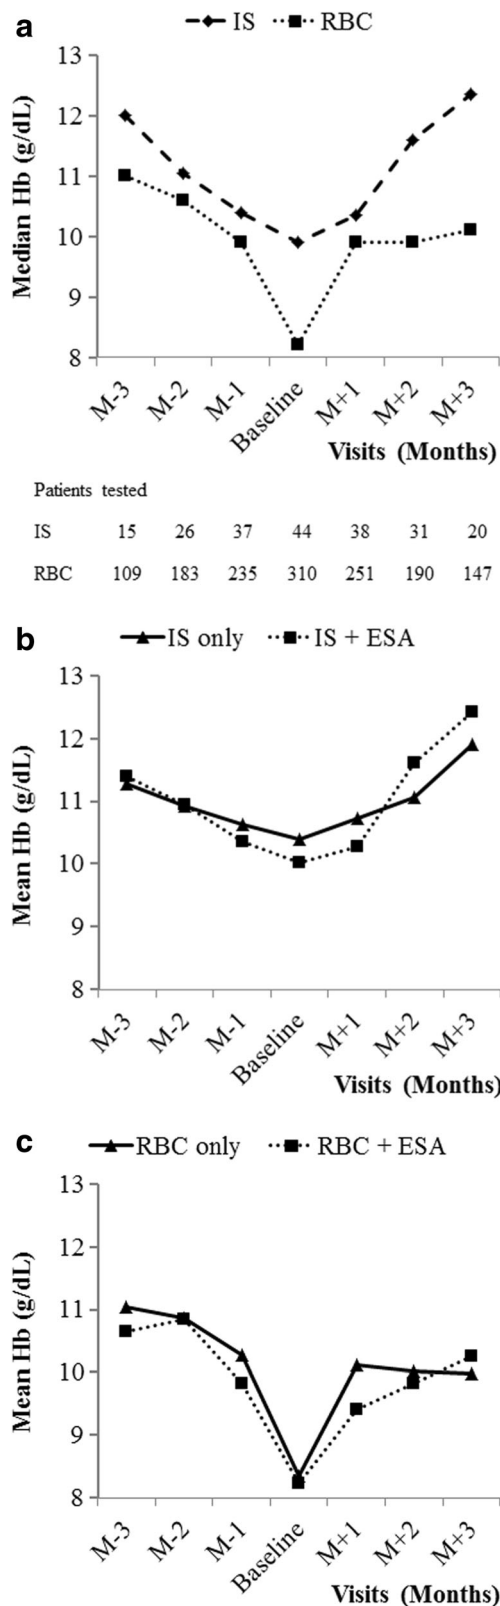 a
IS RBC
Median Hb (g/dL)
13
12
11
10
9
8
M-3 M-2 M-1 Baseline M+1 M+2 M+3
Visits (Months)
Patients tested
IS 15 26 37 44 38 31 20
RBC 109 183 235 310 251 190 147
b
IS only IS + ESA
Mean Hb (g/dL)
13
12
11
10
9
8
M-3 M-2 M-1 Baseline M+1 M+2 M+3
Visits (Months)
c
RBC only RBC + ESA
Mean Hb (g/dL)
13
12
11
10
9
8
M-3 M-2 M-1 Baseline M+1 M+2 M+3
Visits (Months)